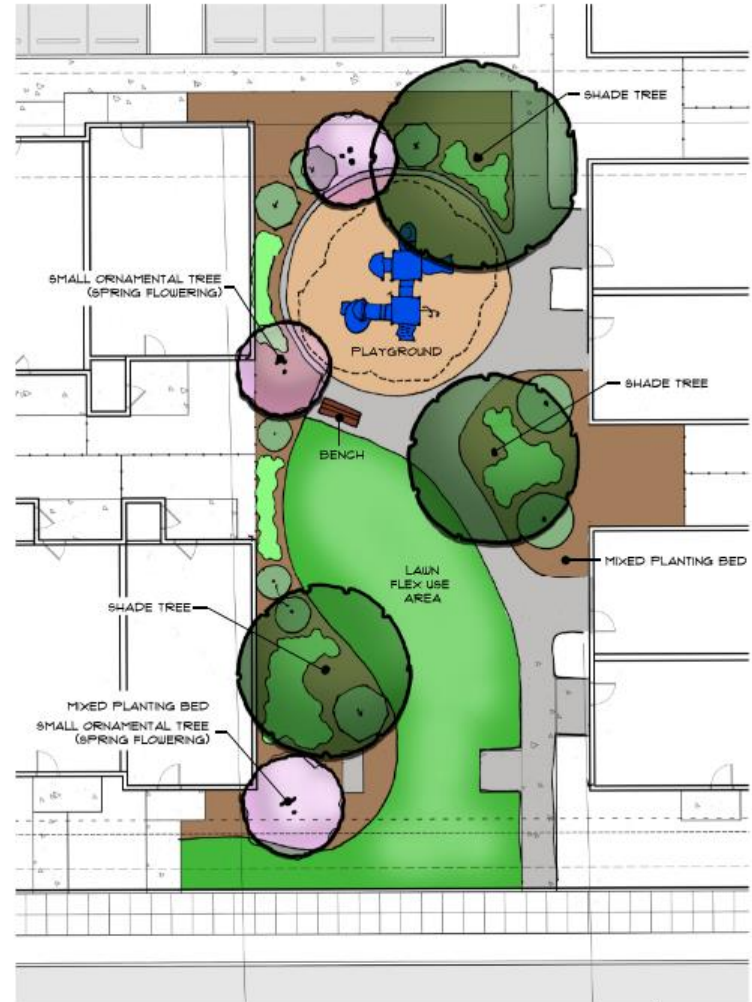 SHADE TREE
SMALL ORNAMENTAL TREE
(SPRING FLOWERING)
PLAYGROUND
SHADE TREE
BENCH
MIXED PLANTING BED
LAWN
FLEX USE
AREA
SHADE TREE
MIXED PLANTING BED
SMALL ORNAMENTAL TREE
(SPRING FLOWERING)